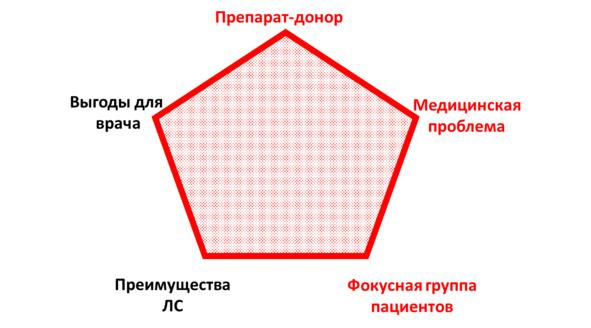 Препарат-донор
Выгоды для
врача
Медицинская
проблема
Преимущества
ЛС
Фокусная группа
пациентов